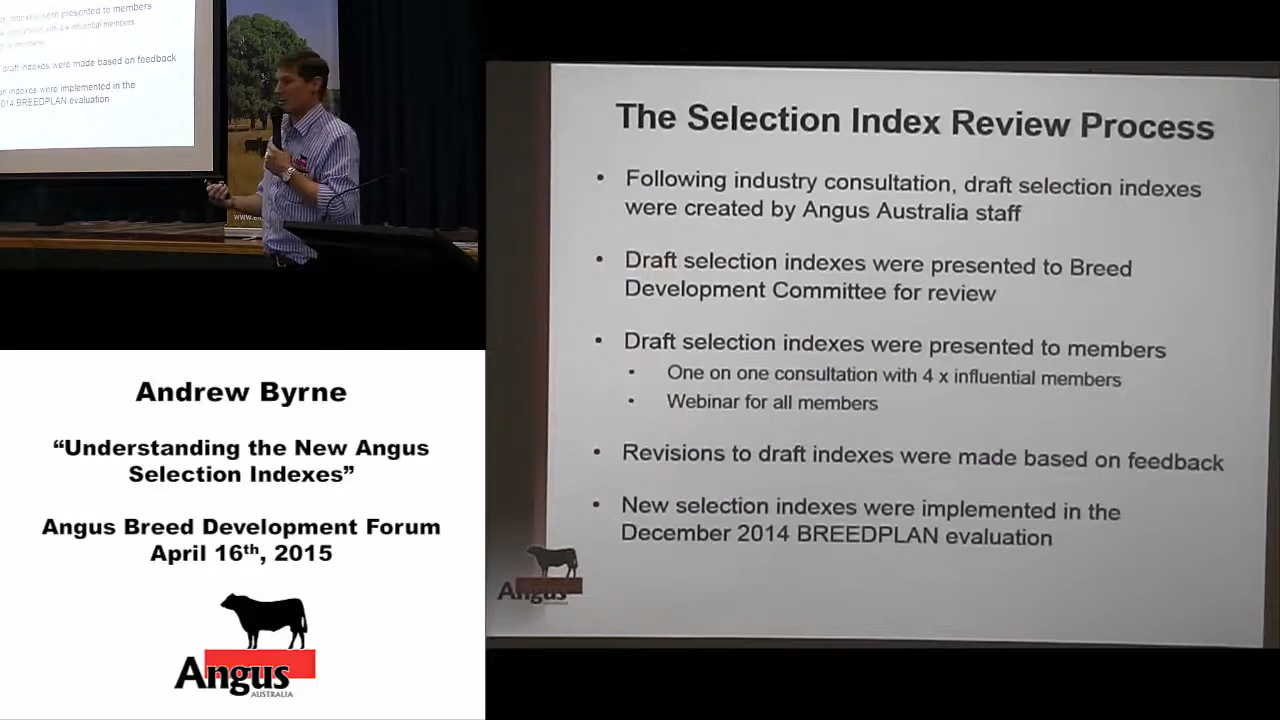 n indexes were presented to members
with 4 x influential members
draft indexes were made based on feedback
on indexes were implemented in the
2014 BREEDPLAN evaluation
www.
Andrew Byrne
“Understanding the New Angus
Selection Indexes”
Angus Breed Development Forum
April 16th, 2015
Angus
AUSTRALIA
The Selection Index Review Process
• Following industry consultation, draft selection indexes
were created by Angus Australia staff
• Draft selection indexes were presented to Breed
Development Committee for review
• Draft selection indexes were presented to members
• One on one consultation with 4 x influential members
• Webinar for all members
• Revisions to draft indexes were made based on feedback
• New selection indexes were implemented in the
December 2014 BREEDPLAN evaluation
Angus